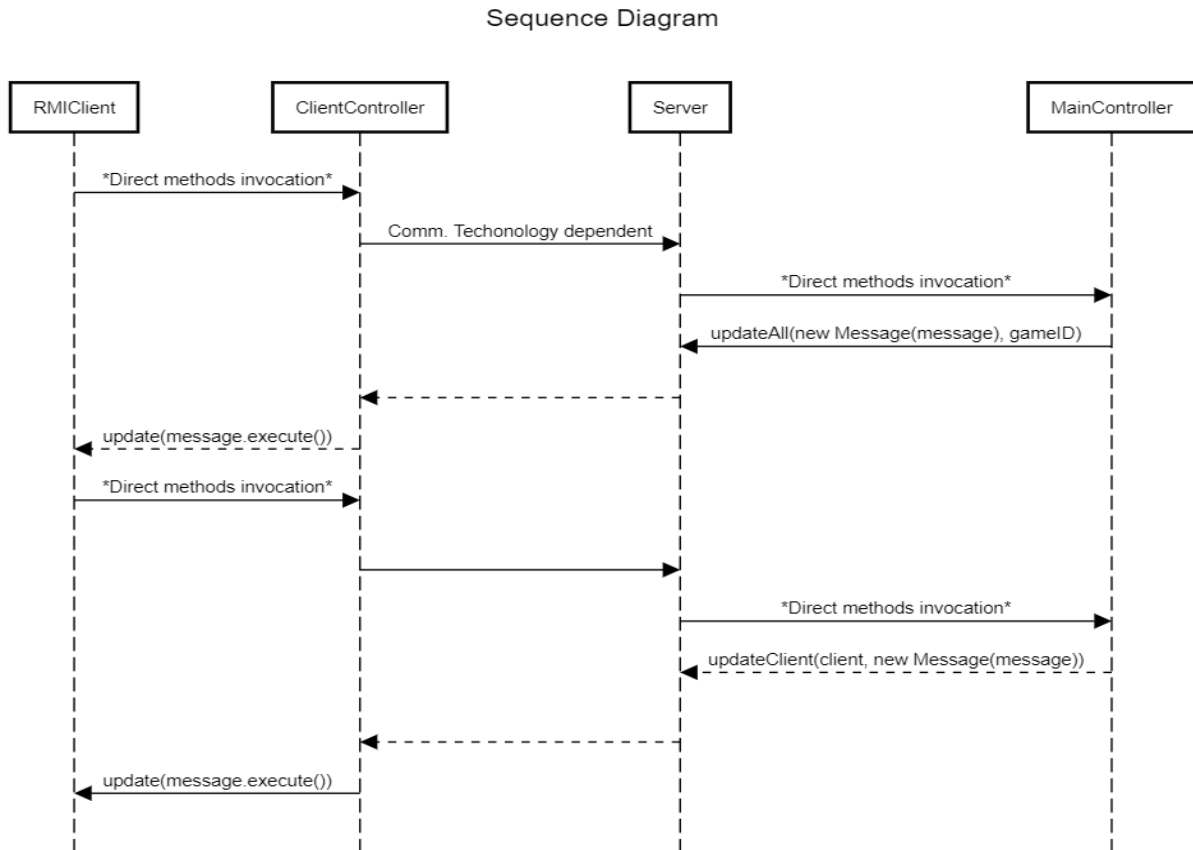 Sequence Diagram
RMIClient
ClientController
Server
MainController
*Direct methods invocation*
Comm. Techonology dependent
*Direct methods invocation*
updateAll(new Message(message), gameID)
update(message.execute())
*Direct methods invocation*
*Direct methods invocation*
updateClient(client, new Message(message))
update(message.execute())